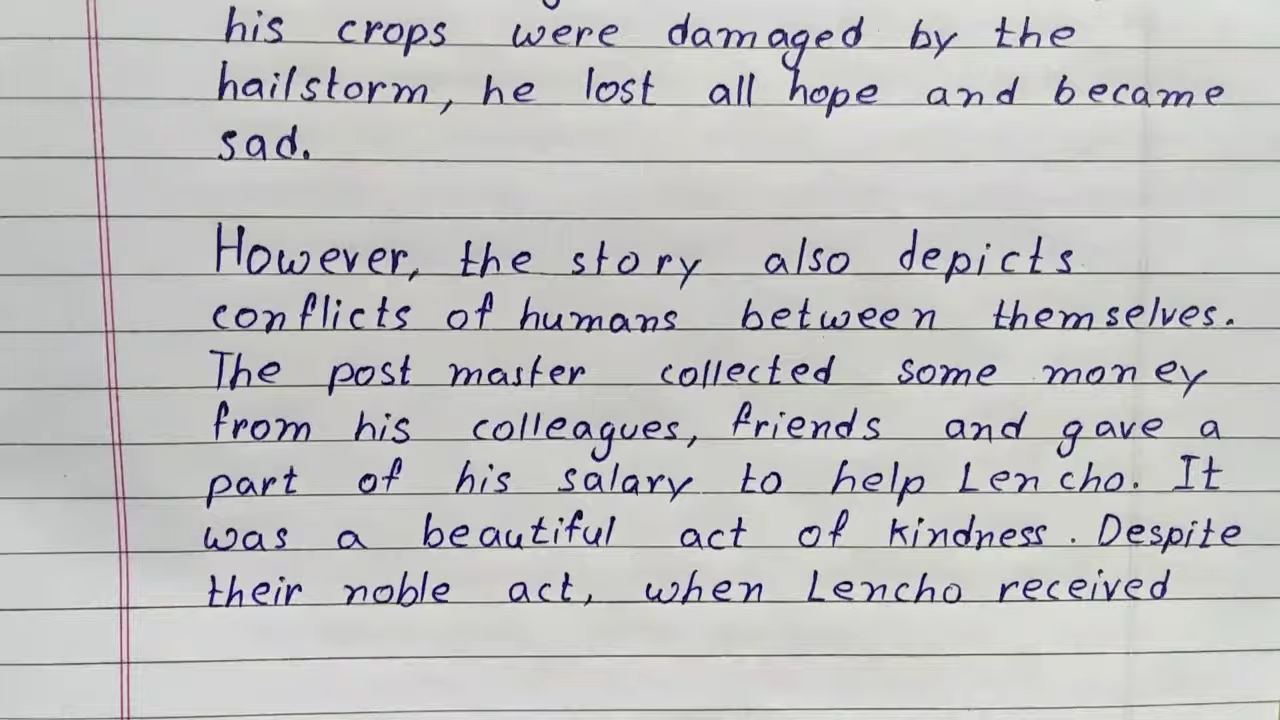 his crops were damaged by the
hailstorm, he lost all hope and became
sad.
However, the story also depicts
conflicts of humans between themselves.
The post master collected some money
from his colleagues, friends and gave a
part of his salary to help Lencho. It
was a beautiful act of kindness. Despite
their noble act, when Lencho received